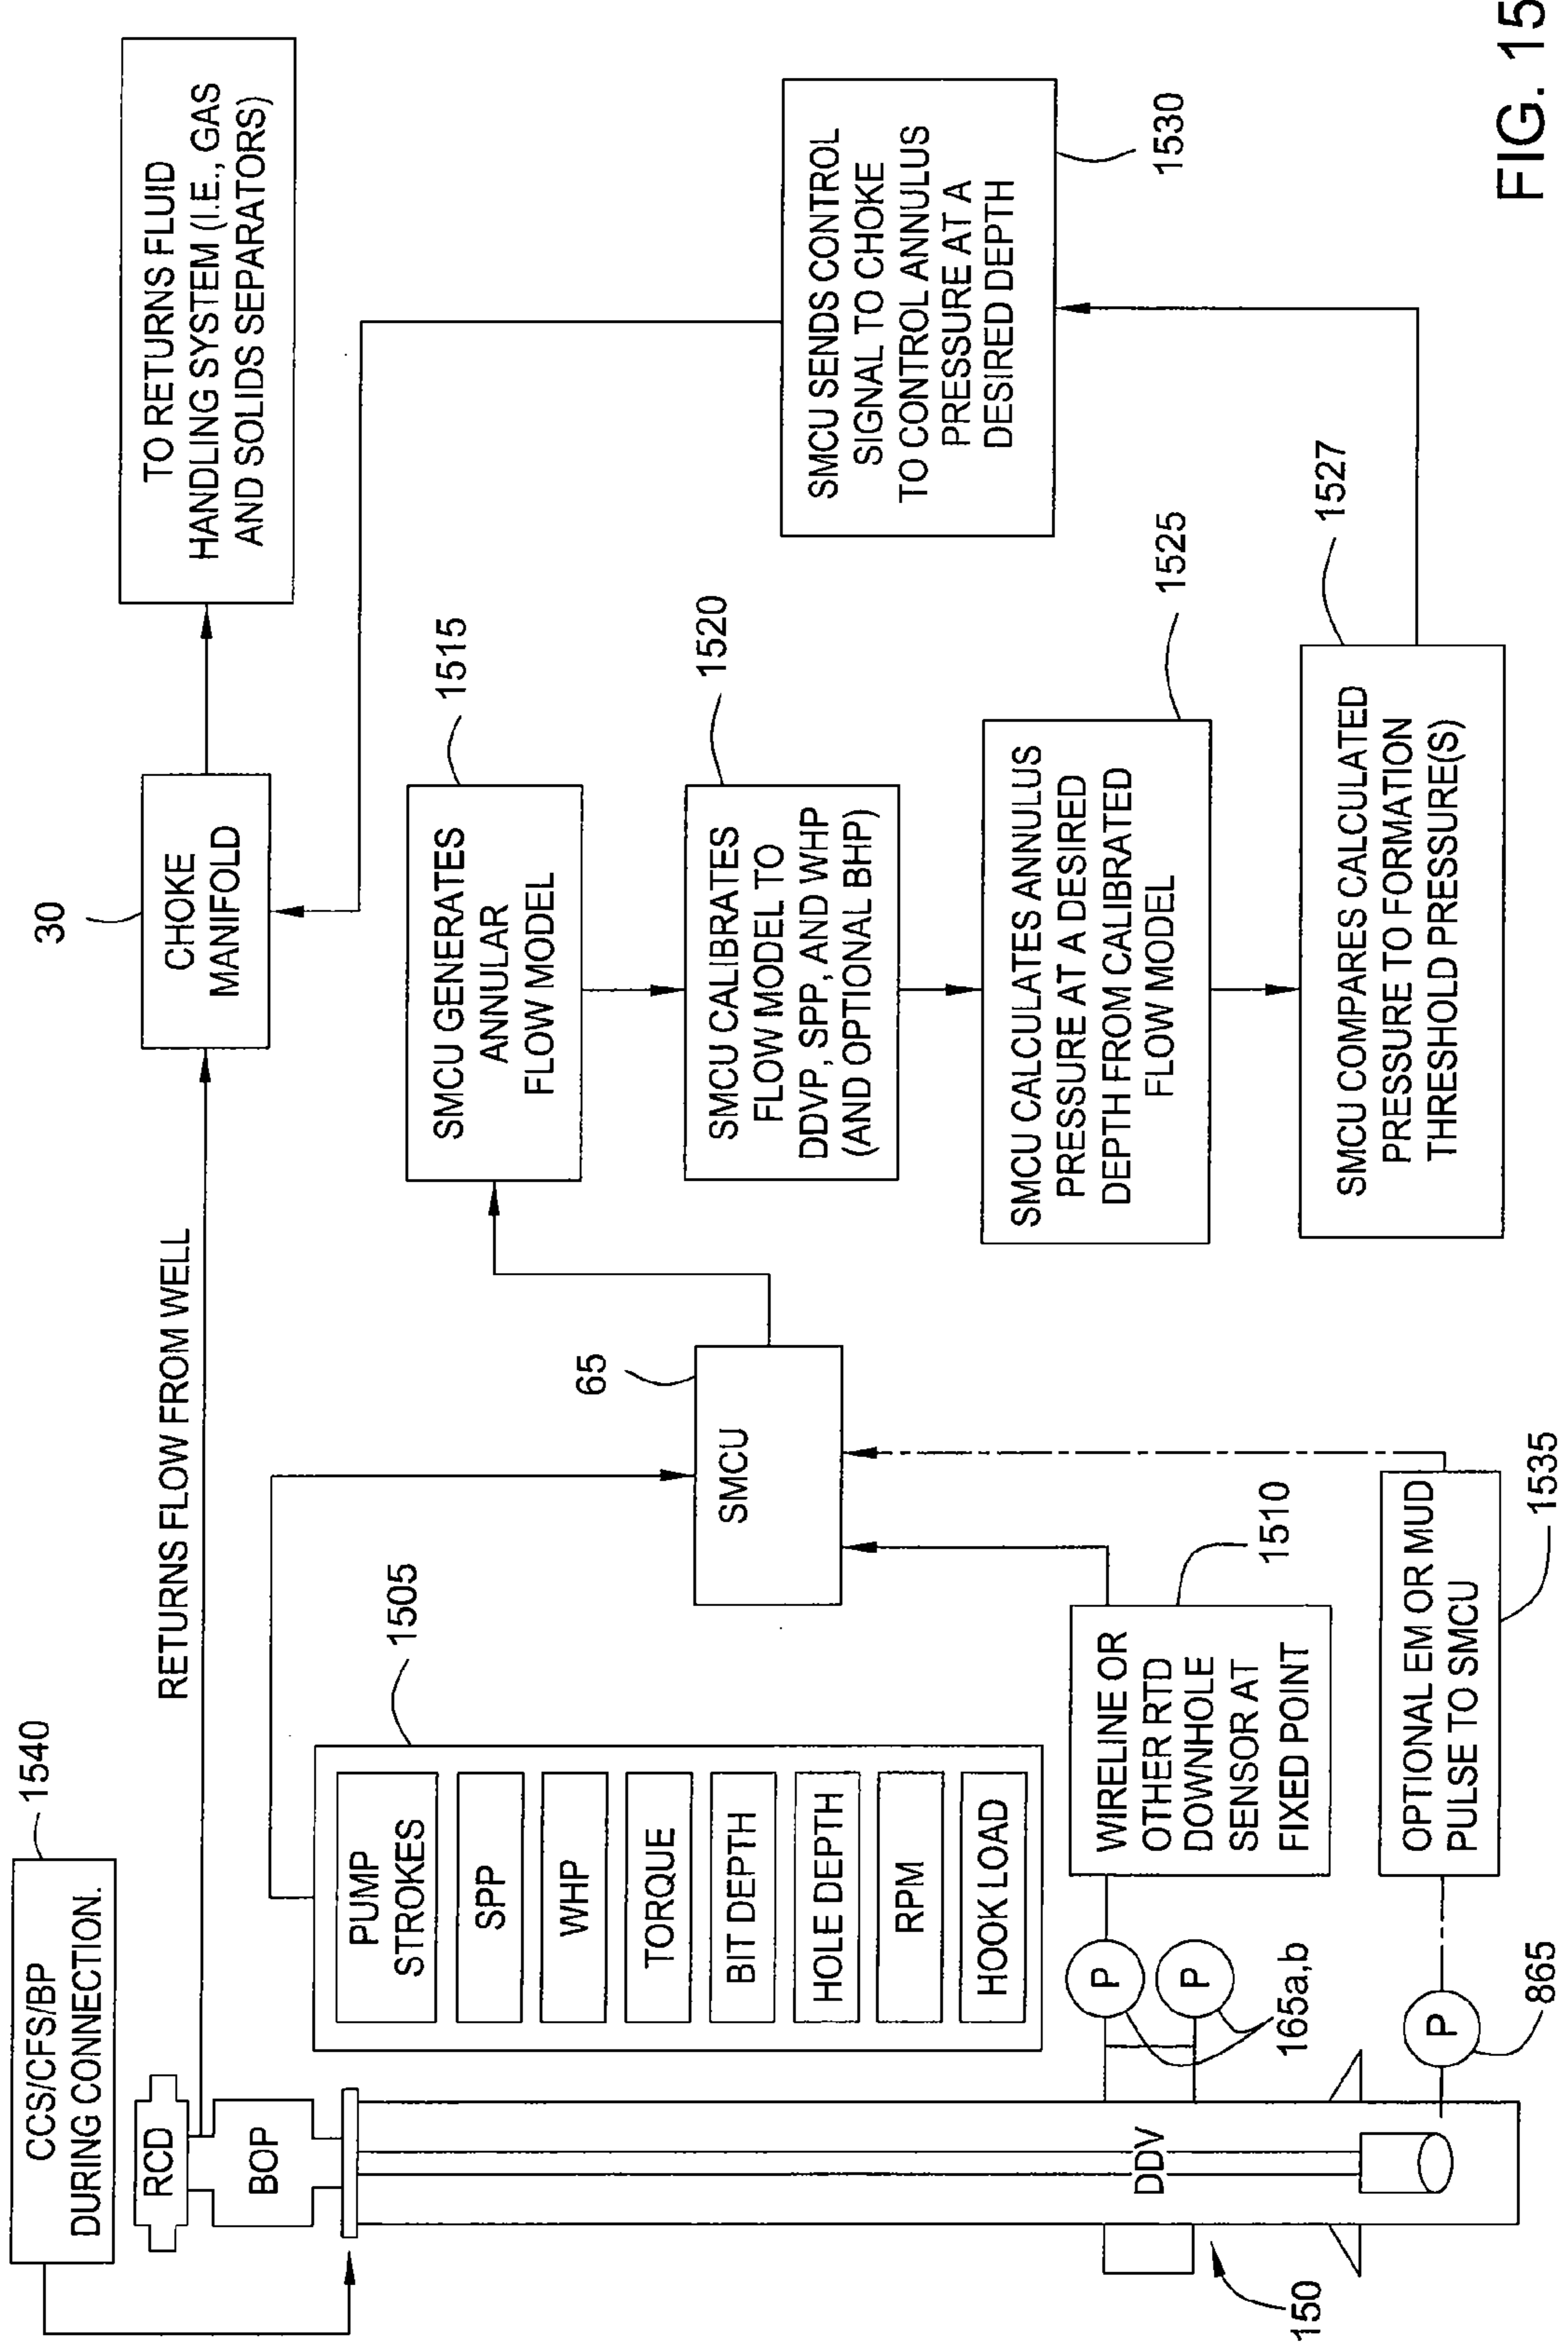 CCS/CFS/BP
DURING CONNECTION.
1540
RCD
BOP
RETURNS FLOW FROM WELL
30
CHOKE
MANIFOLD
TO RETURNS FLUID
HANDLING SYSTEM (I.E., GAS
AND SOLIDS SEPARATORS)
1505
PUMP
STROKES
SPP
WHP
TORQUE
BIT DEPTH
HOLE DEPTH
RPM
HOOK LOAD
65
SMCU
1515
SMCU GENERATES
ANNULAR
FLOW MODEL
1520
SMCU CALIBRATES
FLOW MODEL TO
DDVP, SPP, AND WHP
(AND OPTIONAL BHP)
1525
SMCU CALCULATES ANNULUS
PRESSURE AT A DESIRED
DEPTH FROM CALIBRATED
FLOW MODEL
1527
SMCU COMPARES CALCULATED
PRESSURE TO FORMATION
THRESHOLD PRESSURE(S)
SMCU SENDS CONTROL
SIGNAL TO CHOKE
TO CONTROL ANNULUS
PRESSURE AT A
DESIRED DEPTH
1530
DDV
150
P
P
165a,b
WIRELINE OR
OTHER RTD
DOWNHOLE
SENSOR AT
FIXED POINT
1510
P
865
OPTIONAL EM OR MUD
PULSE TO SMCU
1535
FIG. 15